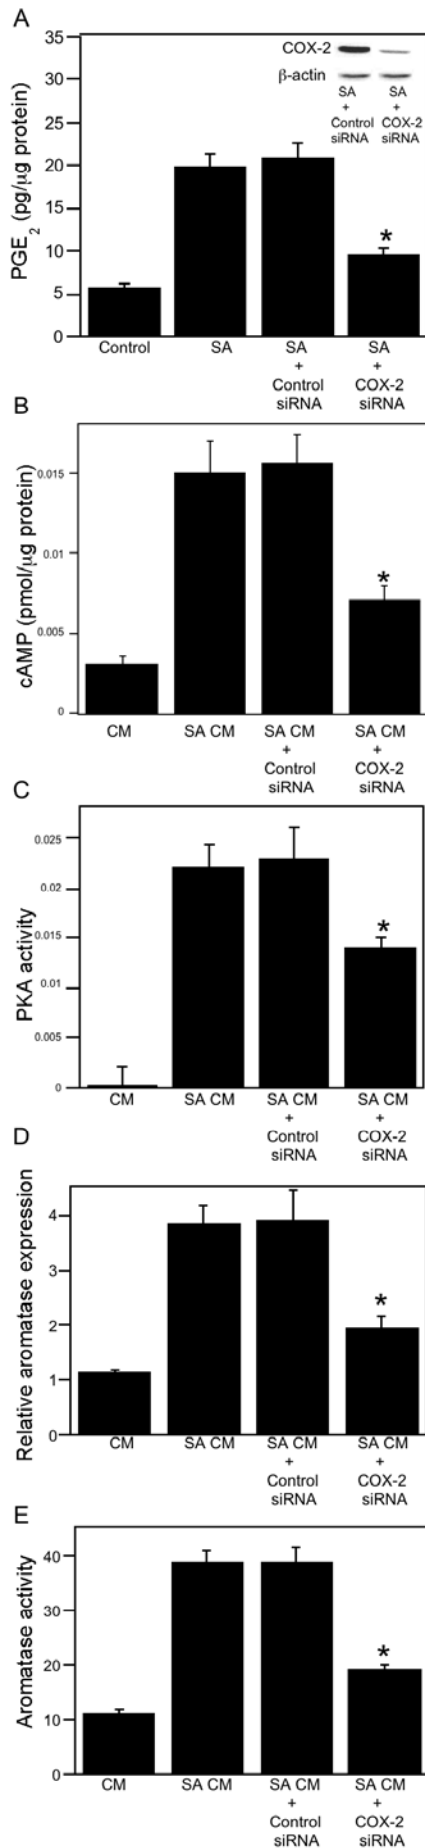 A
PGE2 (pg/μg protein)
35
30
25
20
15
10
5
0
COX-2
β-actin
SA SA
+ +
Control COX-2
siRNA siRNA
*
Control SA SA SA
+ +
Control COX-2
siRNA siRNA
B
cAMP (pmol/μg protein)
0.015
0.01
0.005
0
*
CM SA CM SA CM SA CM
+ +
Control COX-2
siRNA siRNA
C
PKA activity
0.025
0.02
0.015
0.01
0.005
0
*
CM SA CM SA CM SA CM
+ +
Control COX-2
siRNA siRNA
D
Relative aromatase expression
4
3
2
1
0
*
CM SA CM SA CM SA CM
+ +
Control COX-2
siRNA siRNA
E
Aromatase activity
40
30
20
10
0
*
CM SA CM SA CM SA CM
+ +
Control COX-2
siRNA siRNA